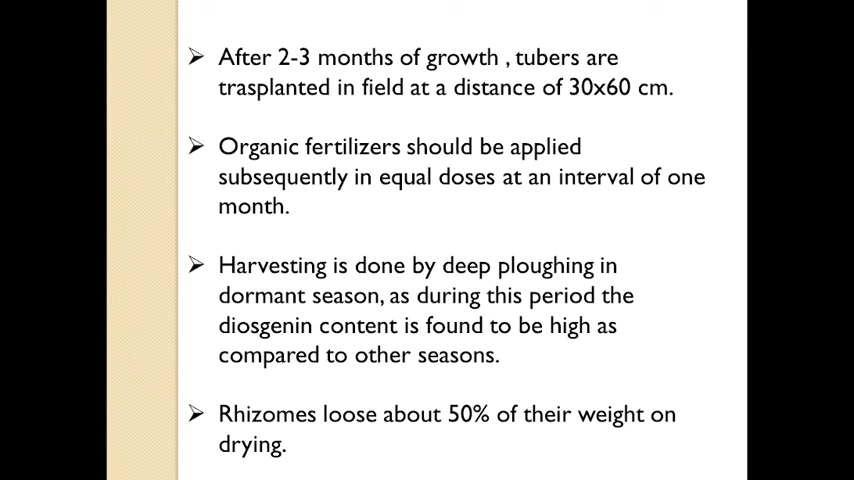 ➢ After 2-3 months of growth , tubers are
trasplanted in field at a distance of 30x60 cm.
➢ Organic fertilizers should be applied
subsequently in equal doses at an interval of one
month.
➢ Harvesting is done by deep ploughing in
dormant season, as during this period the
diosgenin content is found to be high as
compared to other seasons.
➢ Rhizomes loose about 50% of their weight on
drying.